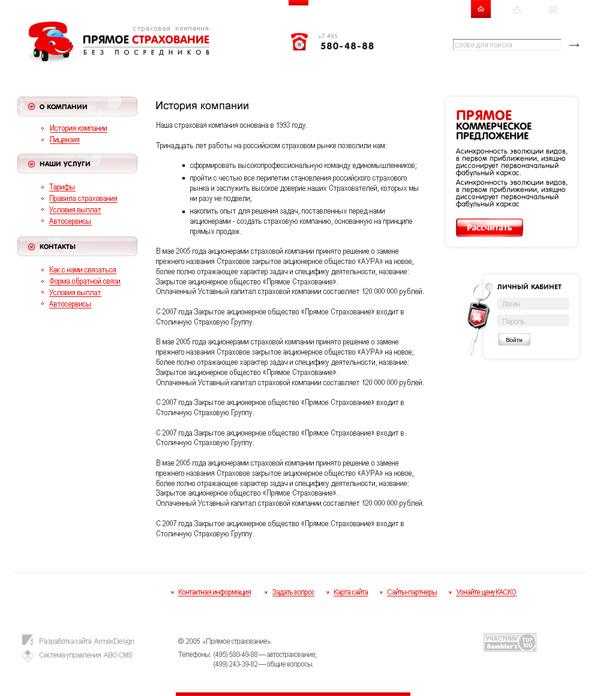 страховая компания
ПРЯМОЕ СТРАХОВАНИЕ
БЕЗ ПОСРЕДНИКОВ
+7 495
580-48-88
слово для поиска
О КОМПАНИИ
История компании
Лицензия
НАШИ УСЛУГИ
Тарифы
Правила страхования
Условия выплат
Автосервисы
КОНТАКТЫ
Как с нами связаться
Форма обратной связи
Условия выплат
Автосервисы
История компании
Наша страховая компания основана в 1993 году.
Тринадцать лет работы на российском страховом рынке позволили нам:
сформировать высокопрофессиональную команду единомышленников;
пройти с честью все перипетии становления российского страхового
рынка и заслужить высокое доверие наших Страхователей, которых мы
ни разу не подвели;
накопить опыт для решения задач, поставленных перед нами
акционерами - создать страховую компанию, основанную на принципе
прямых продаж.
В мае 2005 года акционерами страховой компании принято решение о замене
прежнего названия Страховое закрытое акционерное общество «АУРА» на новое,
более полно отражающее характер задач и специфику деятельности, название:
Закрытое акционерное общество «Прямое Страхование».
Оплаченный Уставный капитал страховой компании составляет 120 000 000 рублей.
С 2007 года Закрытое акционерное общество «Прямое Страхование» входит в
Столичную Страховую Группу.
В мае 2005 года акционерами страховой компании принято решение о замене
прежнего названия Страховое закрытое акционерное общество «АУРА» на новое,
более полно отражающее характер задач и специфику деятельности, название:
Закрытое акционерное общество «Прямое Страхование».
Оплаченный Уставный капитал страховой компании составляет 120 000 000 рублей.
С 2007 года Закрытое акционерное общество «Прямое Страхование» входит в
Столичную Страховую Группу.
С 2007 года Закрытое акционерное общество «Прямое Страхование» входит в
Столичную Страховую Группу.
В мае 2005 года акционерами страховой компании принято решение о замене
прежнего названия Страховое закрытое акционерное общество «АУРА» на новое,
более полно отражающее характер задач и специфику деятельности, название:
Закрытое акционерное общество «Прямое Страхование».
Оплаченный Уставный капитал страховой компании составляет 120 000 000 рублей.
С 2007 года Закрытое акционерное общество «Прямое Страхование» входит в
Столичную Страховую Группу.
ПРЯМОЕ
КОММЕРЧЕСКОЕ
ПРЕДЛОЖЕНИЕ
Асинхронность эволюции видов,
в первом приближении, изящно
диссонирует первоначальный
фабульный каркас.
Асинхронность эволюции видов,
в первом приближении, изящно
диссонирует первоначальный
фабульный каркас
Рассчитать
ЛИЧНЫЙ КАБИНЕТ
Логин
Пароль
Войти
Контактная информация
Задать вопрос
Карта сайта
Сайты-партнеры
Узнайте цену КАСКО
Разработка сайта ArmexDesign
Система управления ABO.CMS
© 2005 «Прямое страхование».
Телефоны: (495) 580-48-88 — автострахование;
(499) 243-39-82 — общие вопросы.
УЧАСТНИК
Rambler's
TOP 100